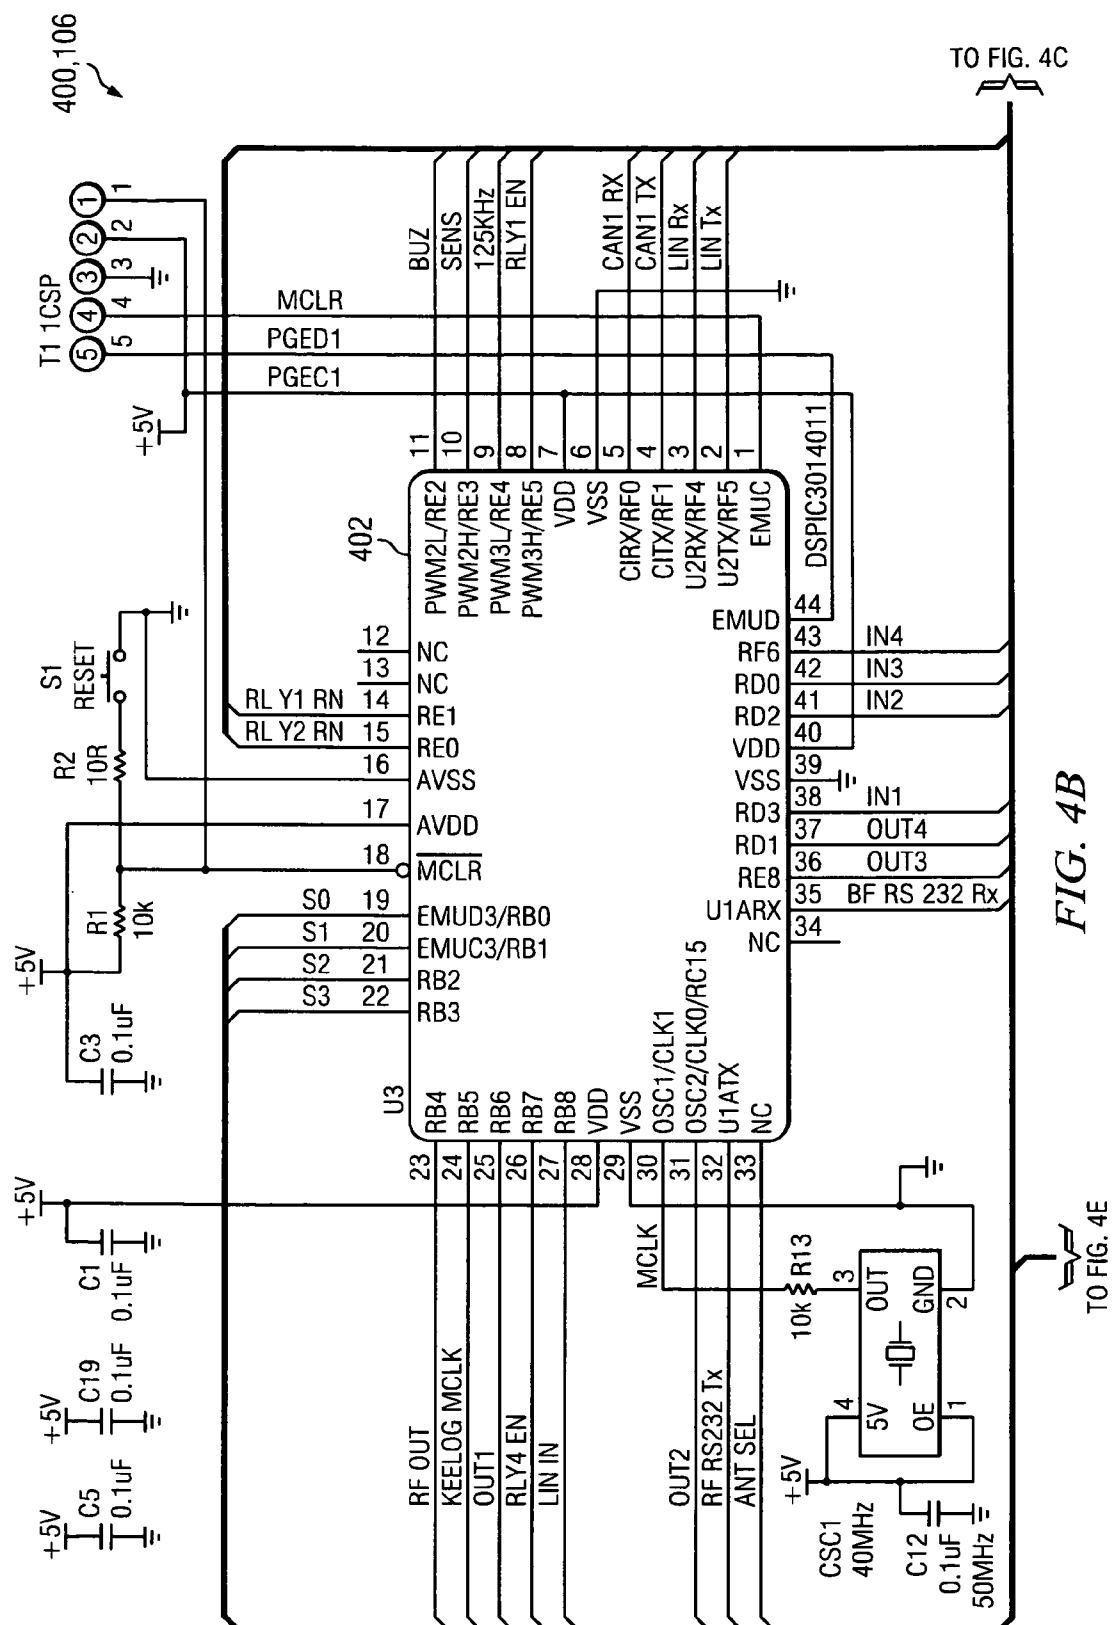 400,106
T1 1CSP
5 4 3 2 1
5 4 3 2 1
+5V
MCLR
PGED1
PGEC1
BUZ
SENS
125KHz
RLY1 EN
CAN1 RX
CAN1 TX
LIN Rx
LIN Tx
TO FIG. 4C
11 10 9 8 7 6 5 4 3 2 1
PWM2L/RE2
PWM2H/RE3
PWM3L/RE4
PWM3H/RE5
VDD
VSS
CIRX/RF0
CITX/RF1
U2RX/RF4
U2TX/RF5
EMUC
402
DSPIC3014011
S1
RESET
R2
10R
R1
10k
+5V
C3
0.1uF
RL Y1 RN
RL Y2 RN
S0
S1
S2
S3
12 NC
13 NC
14 RE1
15 RE0
16 AVSS
17 AVDD
18 MCLR
19 EMUD3/RB0
20 EMUC3/RB1
21 RB2
22 RB3
EMUD 44
RF6 43 IN4
RD0 42 IN3
RD2 41 IN2
VDD 40
VSS 39
RD3 38 IN1
RD1 37 OUT4
RE8 36 OUT3
U1ARX 35 BF RS 232 Rx
NC 34
U3
RB4
RB5
RB6
RB7
RB8
VDD
VSS
OSC1/CLK1
OSC2/CLK0/RC15
U1ATX
NC
23 24 25 26 27 28 29 30 31 32 33
+5V
C1
0.1uF
+5V
C19
0.1uF
+5V
C5
0.1uF
RF OUT
KEELOG MCLK
OUT1
RLY4 EN
LIN IN
MCLK
OUT2
RF RS232 Tx
ANT SEL
R13
10k
3 OUT
GND 2
4 5V
OE 1
+5V
CSC1
40MHz
C12
0.1uF
50MHz
TO FIG. 4E
FIG. 4B